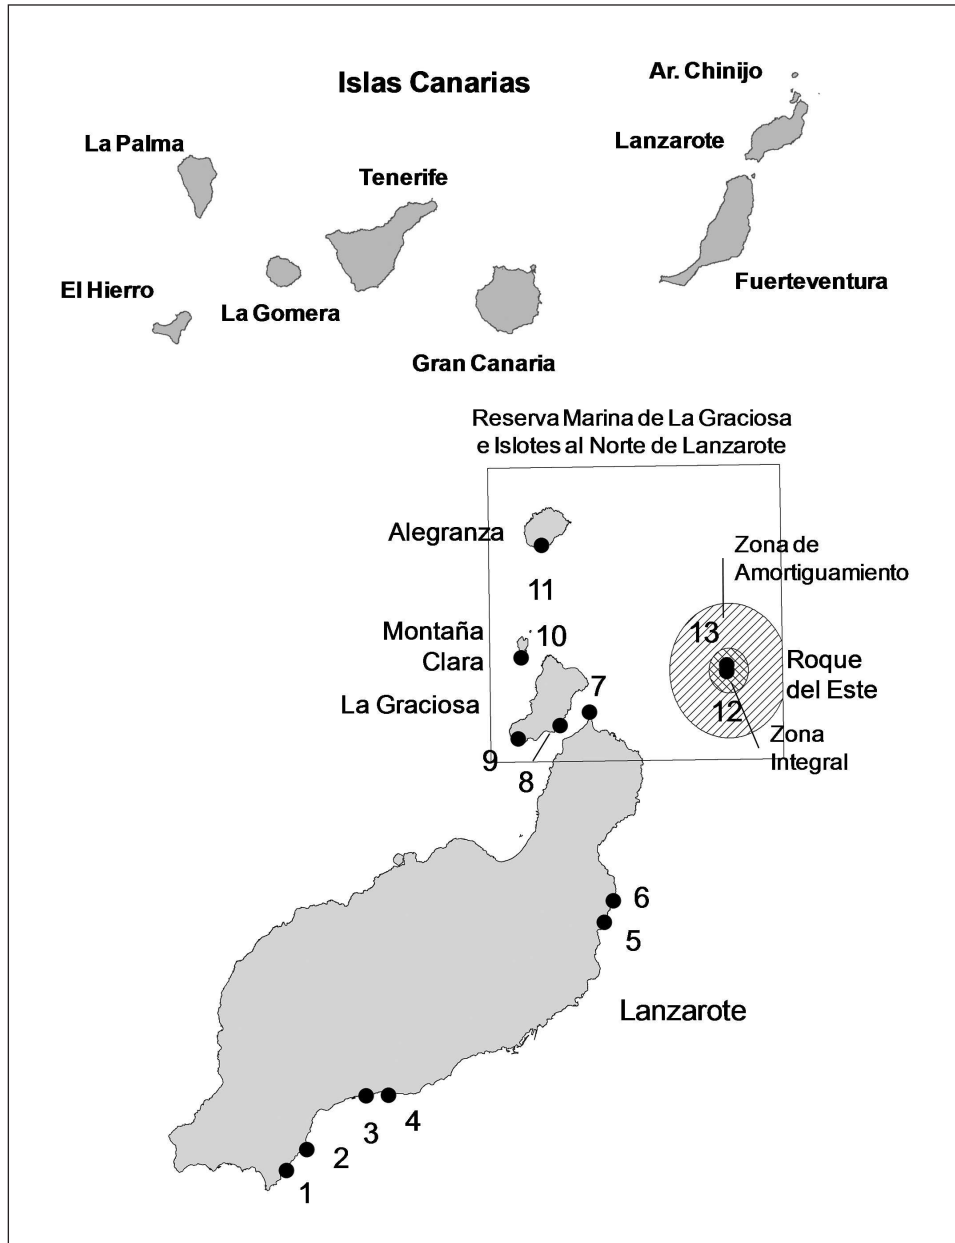 Islas Canarias
Ar. Chinijo
La Palma
Lanzarote
Tenerife
El Hierro
La Gomera
Fuerteventura
Gran Canaria
Reserva Marina de La Graciosa
e Islotes al Norte de Lanzarote
Alegranza
Zona de
Amortiguamiento
11
Montaña
Clara
10
13
Roque
del Este
La Graciosa
7
12
Zona
Integral
9
8
6
5
Lanzarote
4
3
2
1